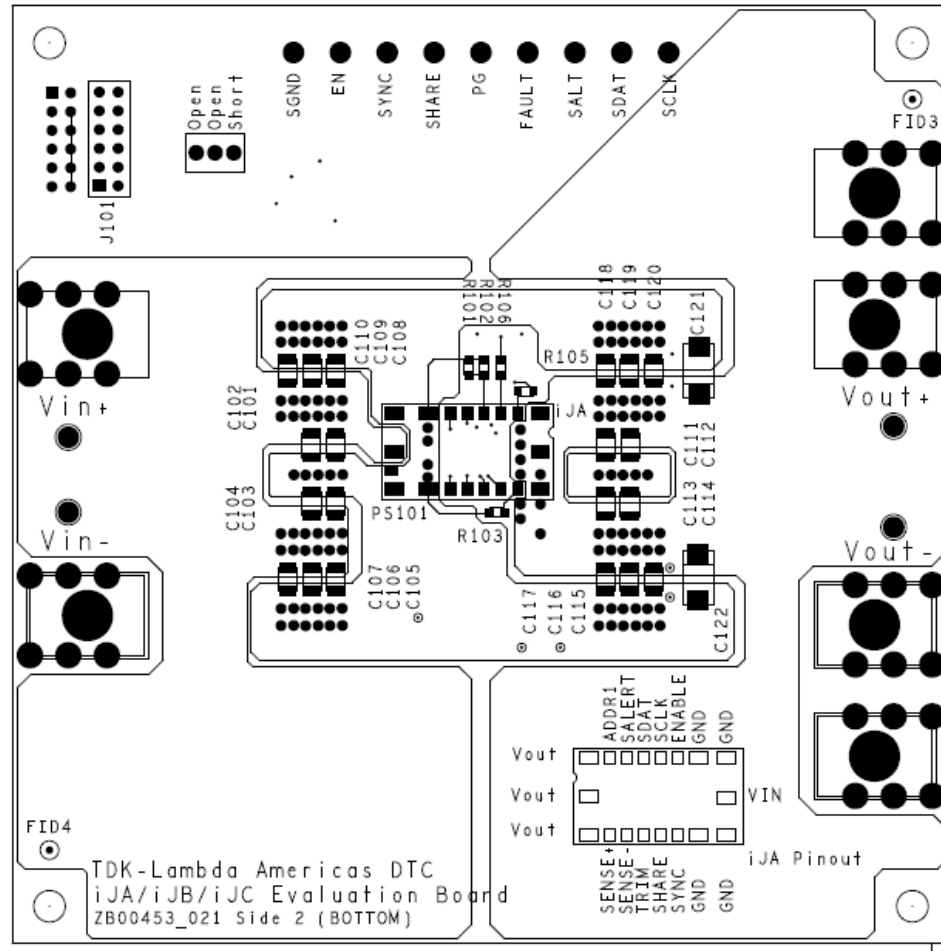 Open
Open
Short
SGND
EN
SYNC
SHARE
PG
FAULT
SALT
SDAT
SCLK
FID3
J101
R101
R102
R106
C118
C119
C120
C121
C110
C109
C108
R105
C102
C101
Vin+
iJA
Vout+
C111
C112
C104
C103
PS101
C113
C114
R103
Vin-
Vout-
C107
C106
C105
C117
C116
C115
C122
ADDR1
SALERT
SDAT
SCLK
ENABLE
GND
GND
Vout
Vout
VIN
Vout
SENSE+
SENSE-
TRIM
SHARE
SYNC
GND
GND
iJA Pinout
FID4
TDK-Lambda Americas DTC
iJA/iJB/iJC Evaluation Board
ZB00453_021 Side 2 (BOTTOM)